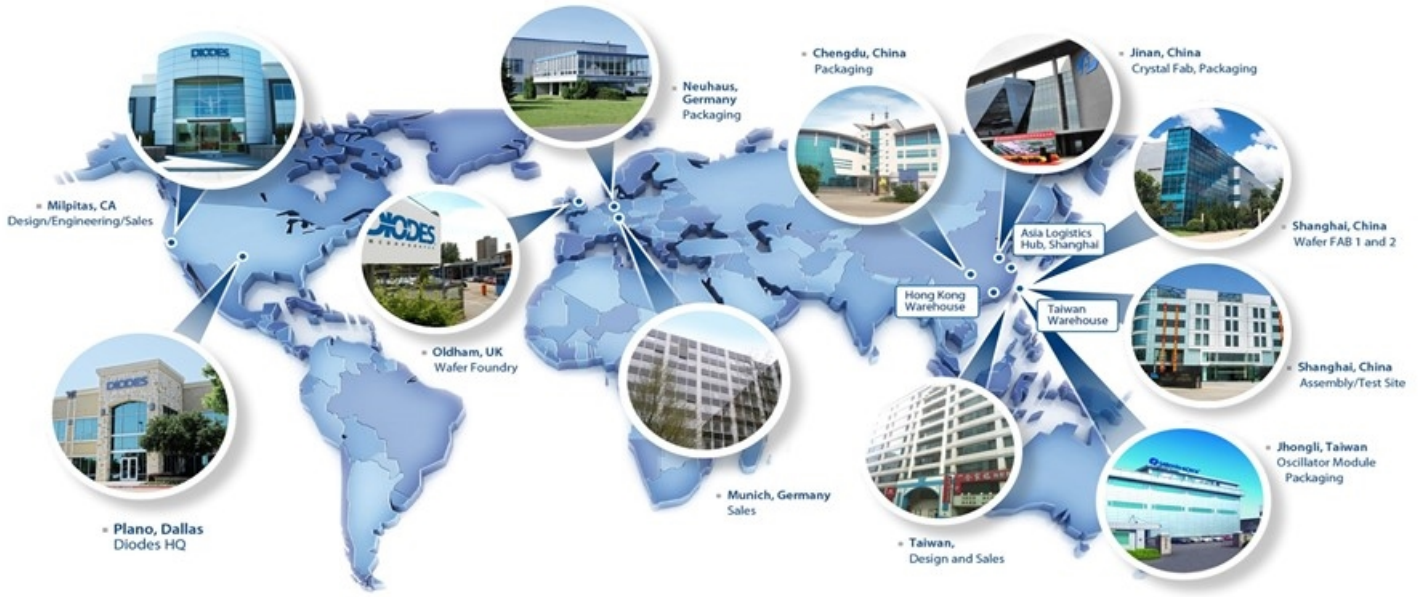 DIODES
Milpitas, CA
Design/Engineering/Sales
Neuhaus,
Germany
Packaging
Chengdu, China
Packaging
Jinan, China
Crystal Fab, Packaging
DIODES
Oldham, UK
Wafer Foundry
Asia Logistics
Hub, Shanghai
Shanghai, China
Wafer FAB 1 and 2
Hong Kong
Warehouse
Taiwan
Warehouse
Shanghai, China
Assembly/Test Site
DIODES
Plano, Dallas
Diodes HQ
Munich, Germany
Sales
Taiwan,
Design and Sales
Jhongli, Taiwan
Oscillator Module
Packaging